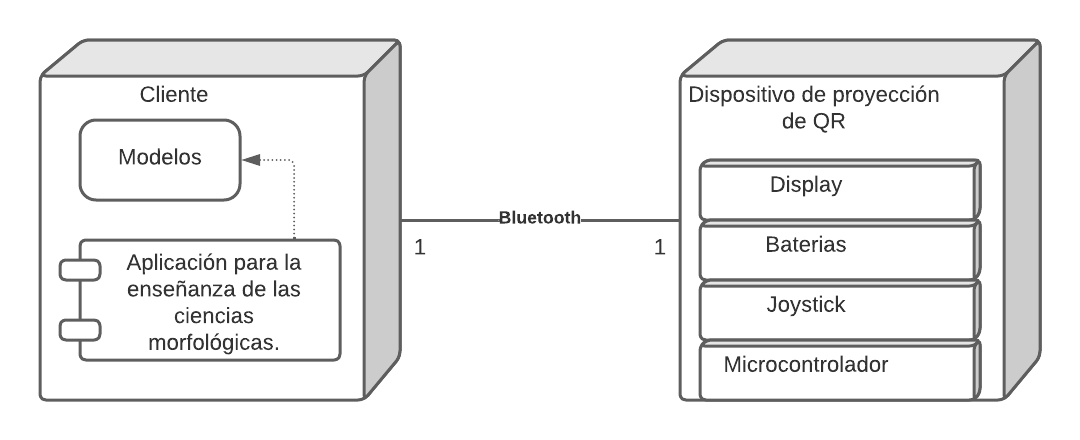 Cliente
Modelos
Aplicación para la
enseñanza de las
ciencias
morfológicas.
Bluetooth
1
1
Dispositivo de proyección
de QR
Display
Baterias
Joystick
Microcontrolador